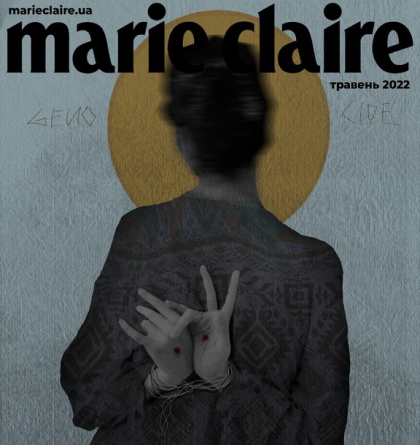 marieclaire.ua
marie claire
травень 2022
GENO CIDE